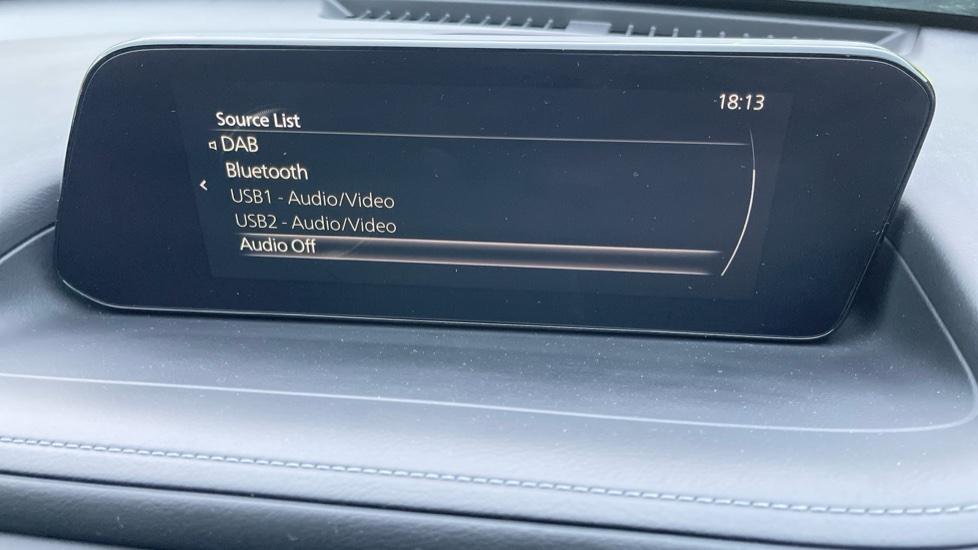 18:13
Source List
DAB
Bluetooth
USB1 - Audio/Video
USB2 - Audio/Video
Audio Off